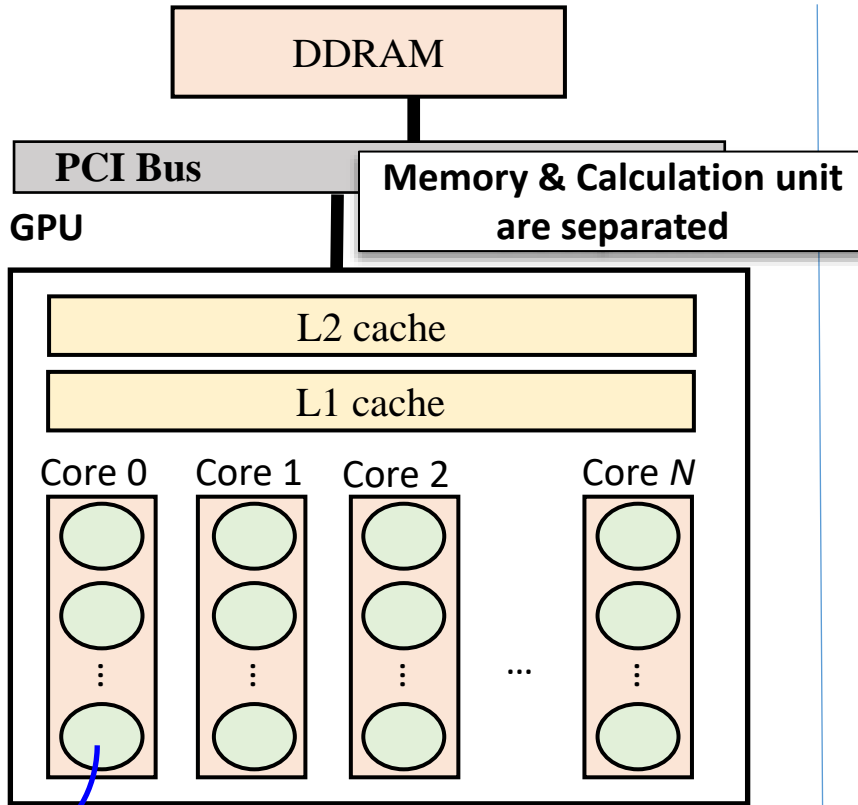 DDRAM
PCI Bus
Memory & Calculation unit
are separated
GPU
L2 cache
L1 cache
Core 0 Core 1 Core 2 Core N
⋮ ⋮ ⋮ ... ⋮